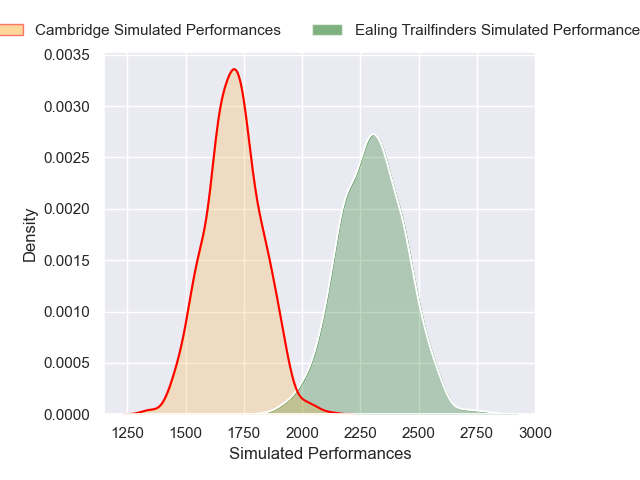 Cambridge Simulated Performances
Ealing Trailfinders Simulated Performance
0.0035
0.0030
0.0025
0.0020
0.0015
0.0010
0.0005
0.0000
Density
1250 1500 1750 2000 2250 2500 2750 3000
Simulated Performances